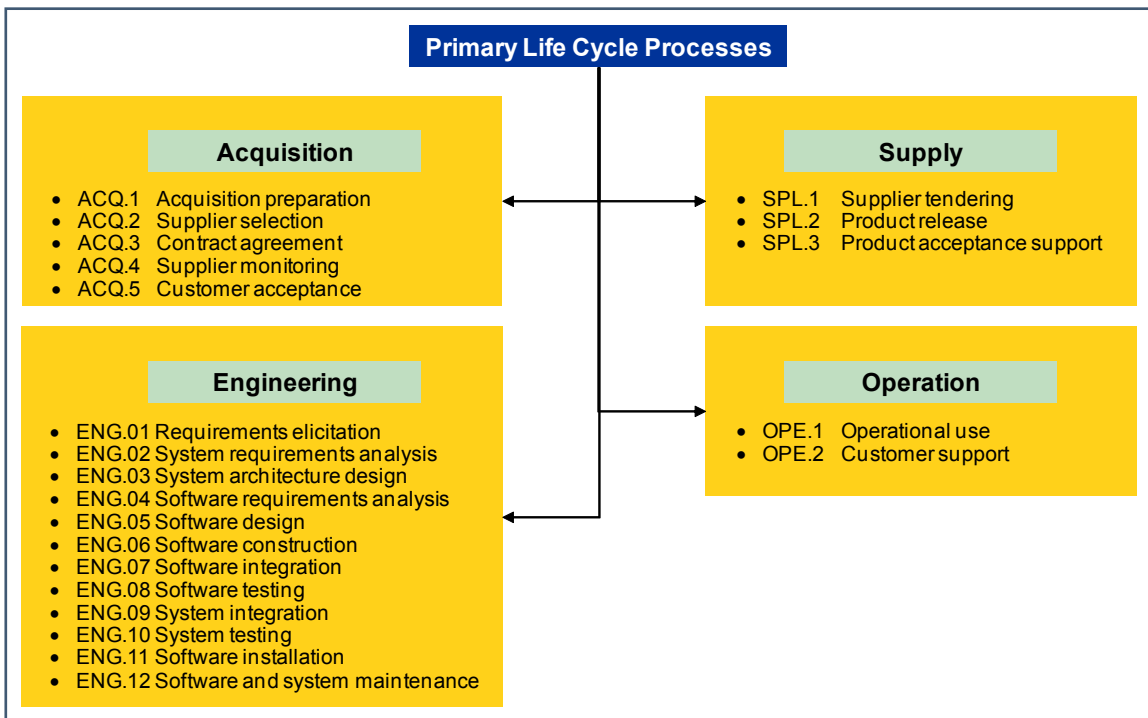 Primary Life Cycle Processes
Acquisition
• ACQ.1 Acquisition preparation
• ACQ.2 Supplier selection
• ACQ.3 Contract agreement
• ACQ.4 Supplier monitoring
• ACQ.5 Customer acceptance
Supply
• SPL.1 Supplier tendering
• SPL.2 Product release
• SPL.3 Product acceptance support
Engineering
• ENG.01 Requirements elicitation
• ENG.02 System requirements analysis
• ENG.03 System architecture design
• ENG.04 Software requirements analysis
• ENG.05 Software design
• ENG.06 Software construction
• ENG.07 Software integration
• ENG.08 Software testing
• ENG.09 System integration
• ENG.10 System testing
• ENG.11 Software installation
• ENG.12 Software and system maintenance
Operation
• OPE.1 Operational use
• OPE.2 Customer support